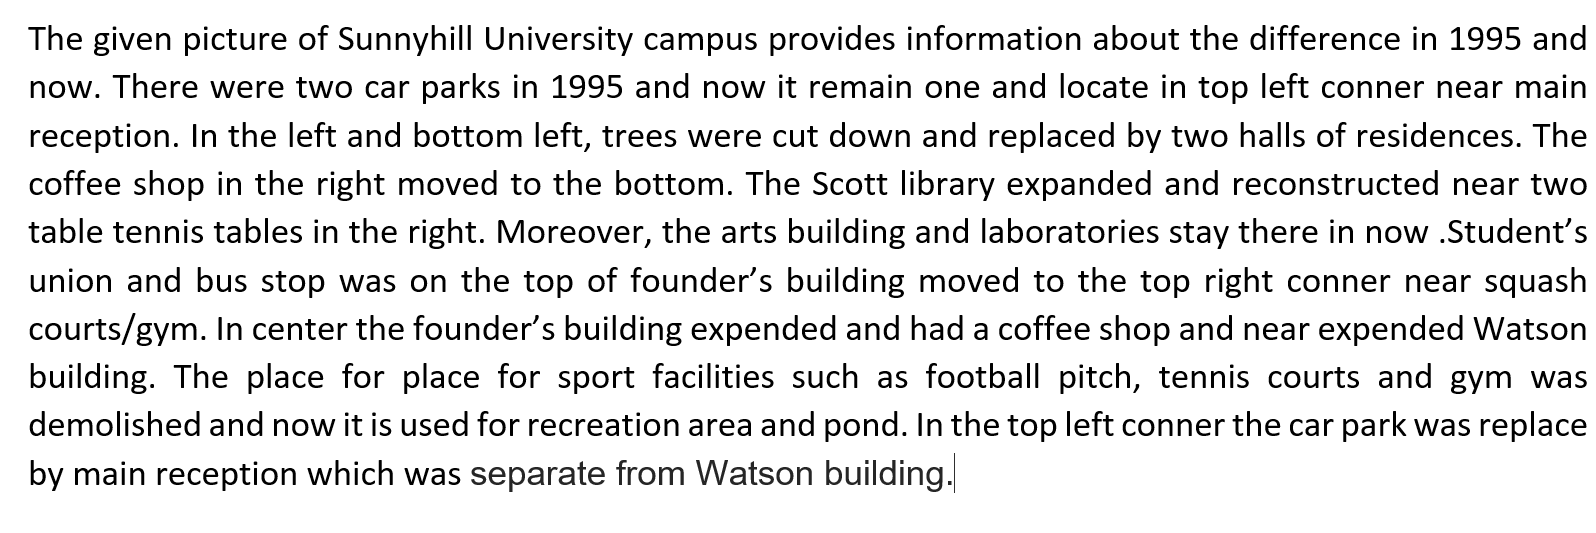 The given picture of Sunnyhill University campus provides information about the difference in 1995 and
now. There were two car parks in 1995 and now it remain one and locate in top left conner near main
reception. In the left and bottom left, trees were cut down and replaced by two halls of residences. The
coffee shop in the right moved to the bottom. The Scott library expanded and reconstructed near two
table tennis tables in the right. Moreover, the arts building and laboratories stay there in now .Student’s
union and bus stop was on the top of founder’s building moved to the top right conner near squash
courts/gym. In center the founder’s building expended and had a coffee shop and near expended Watson
building. The place for place for sport facilities such as football pitch, tennis courts and gym was
demolished and now it is used for recreation area and pond. In the top left conner the car park was replace
by main reception which was separate from Watson building.